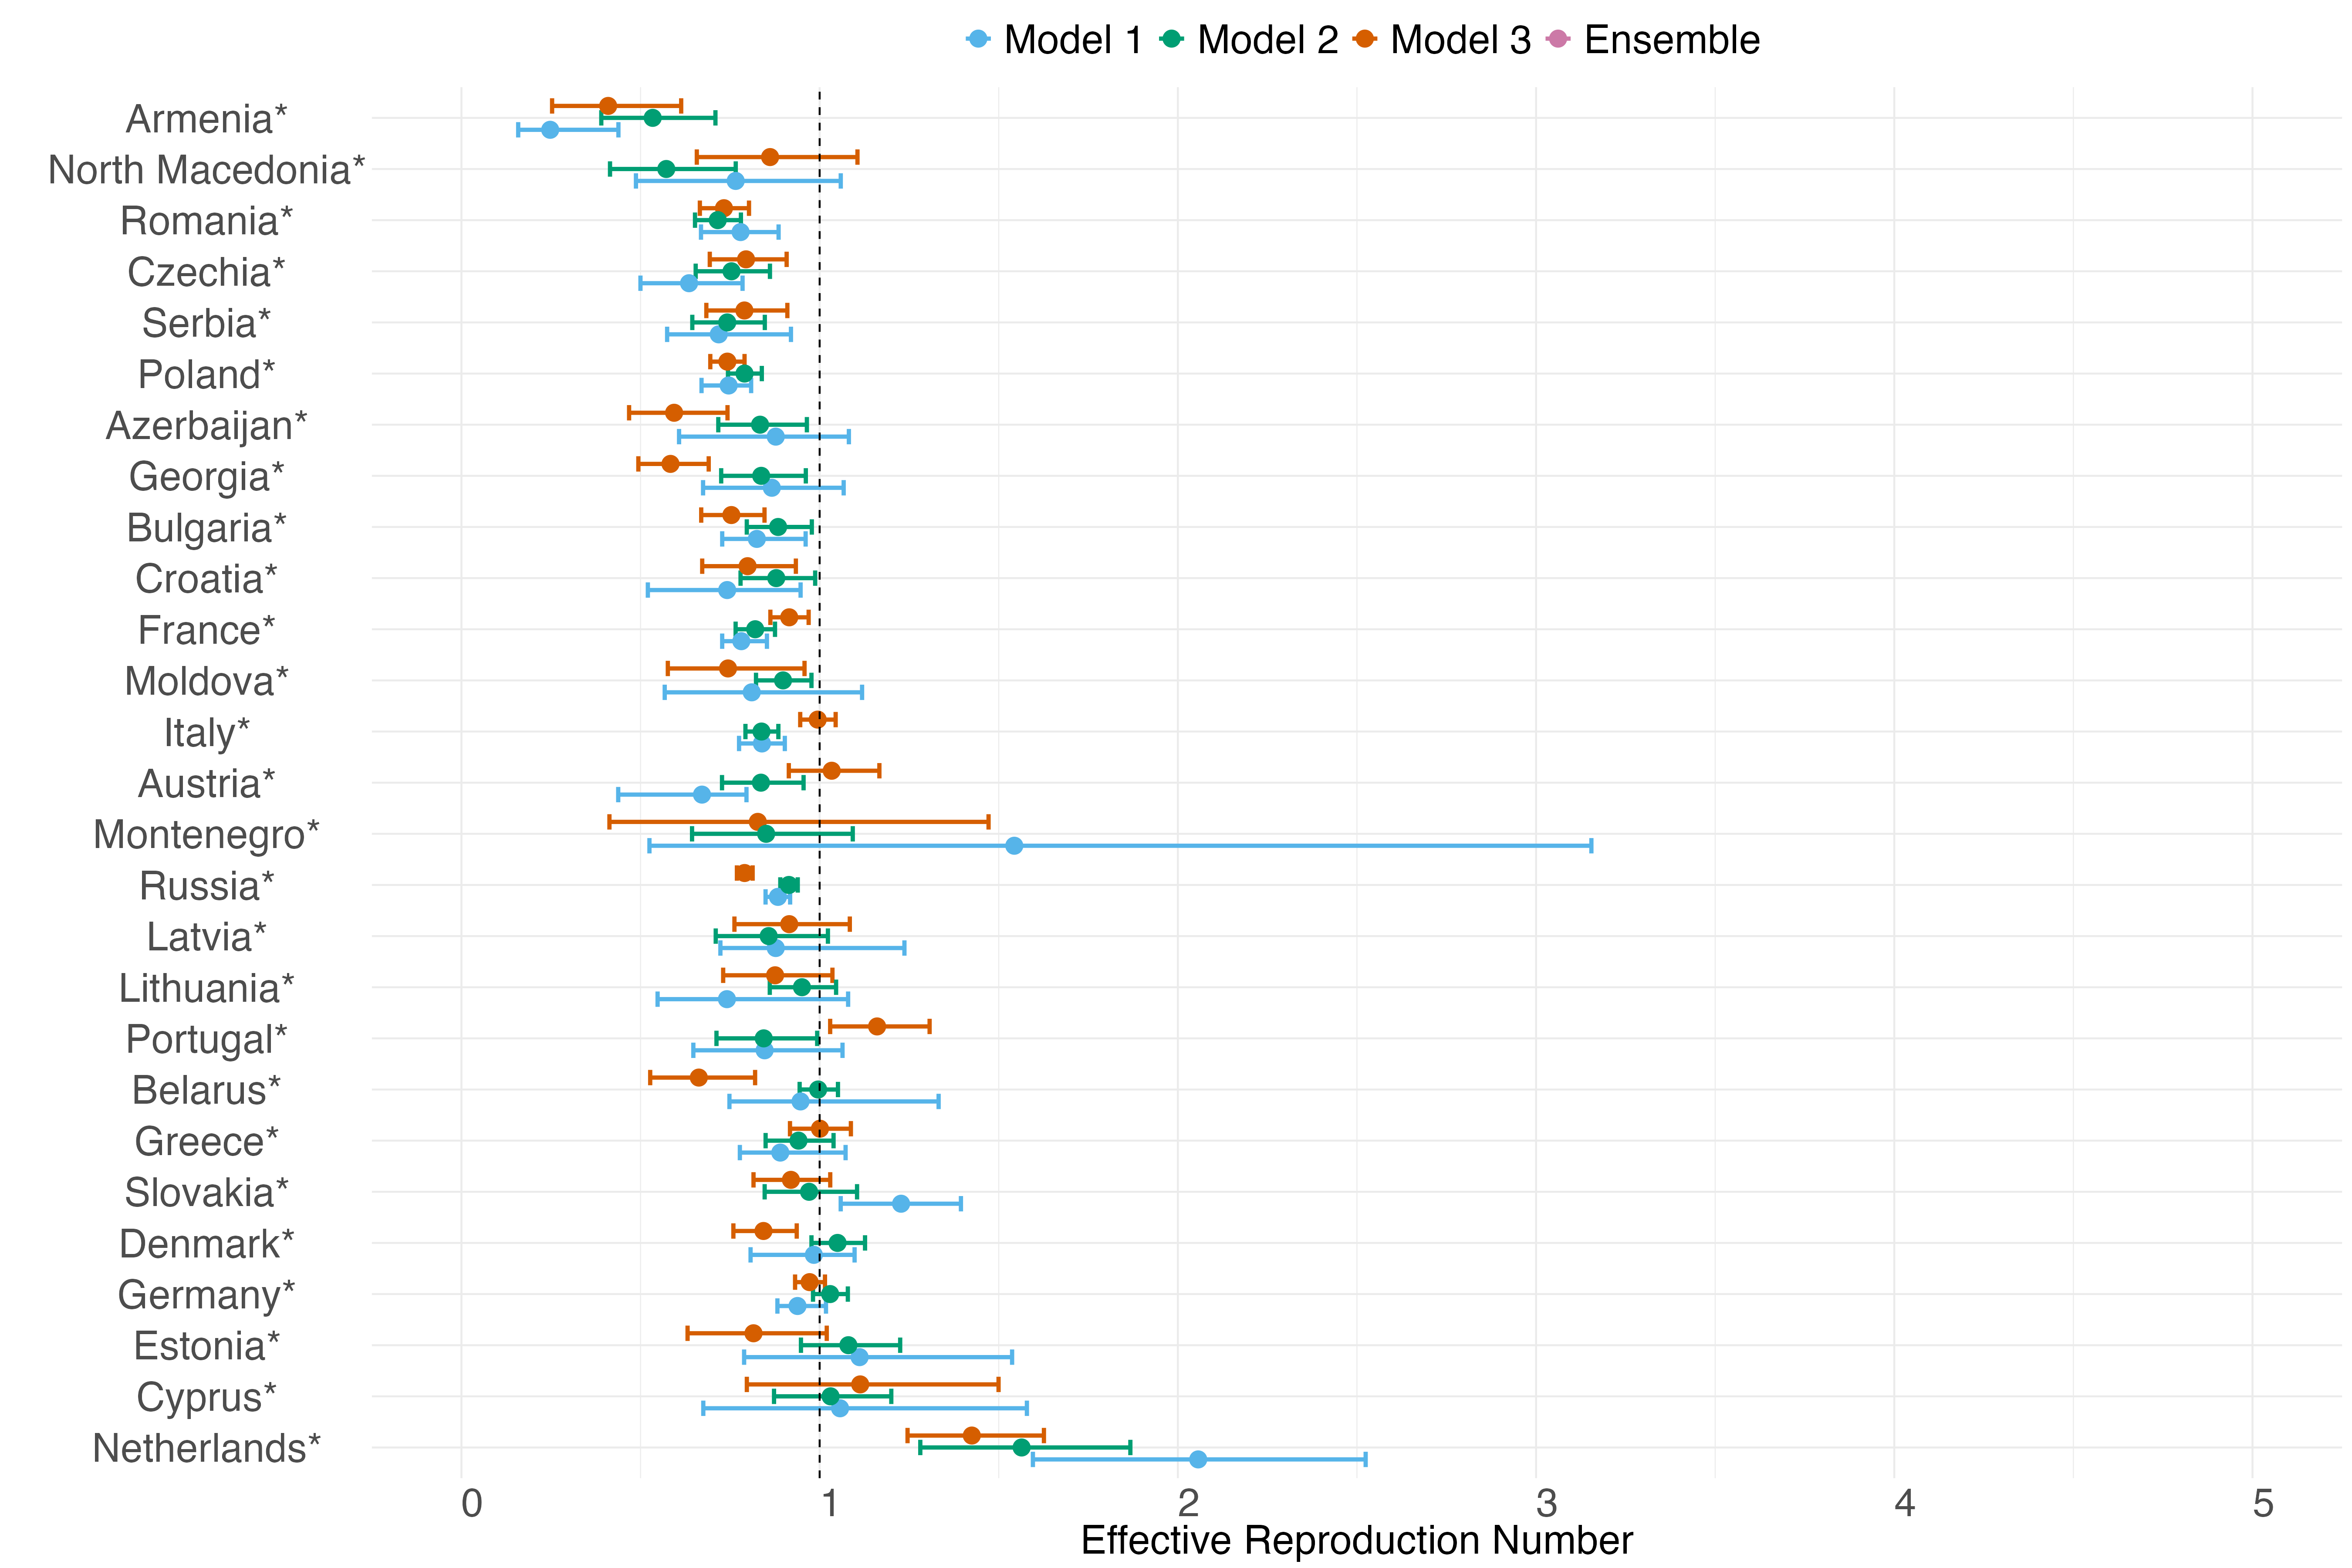 Model 1 Model 2 Model 3 Ensemble
Armenia*
North Macedonia*
Romania*
Czechia*
Serbia*
Poland*
Azerbaijan*
Georgia*
Bulgaria*
Croatia*
France*
Moldova*
Italy*
Austria*
Montenegro*
Russia*
Latvia*
Lithuania*
Portugal*
Belarus*
Greece*
Slovakia*
Denmark*
Germany*
Estonia*
Cyprus*
Netherlands*
0 1 2 3 4 5
Effective Reproduction Number